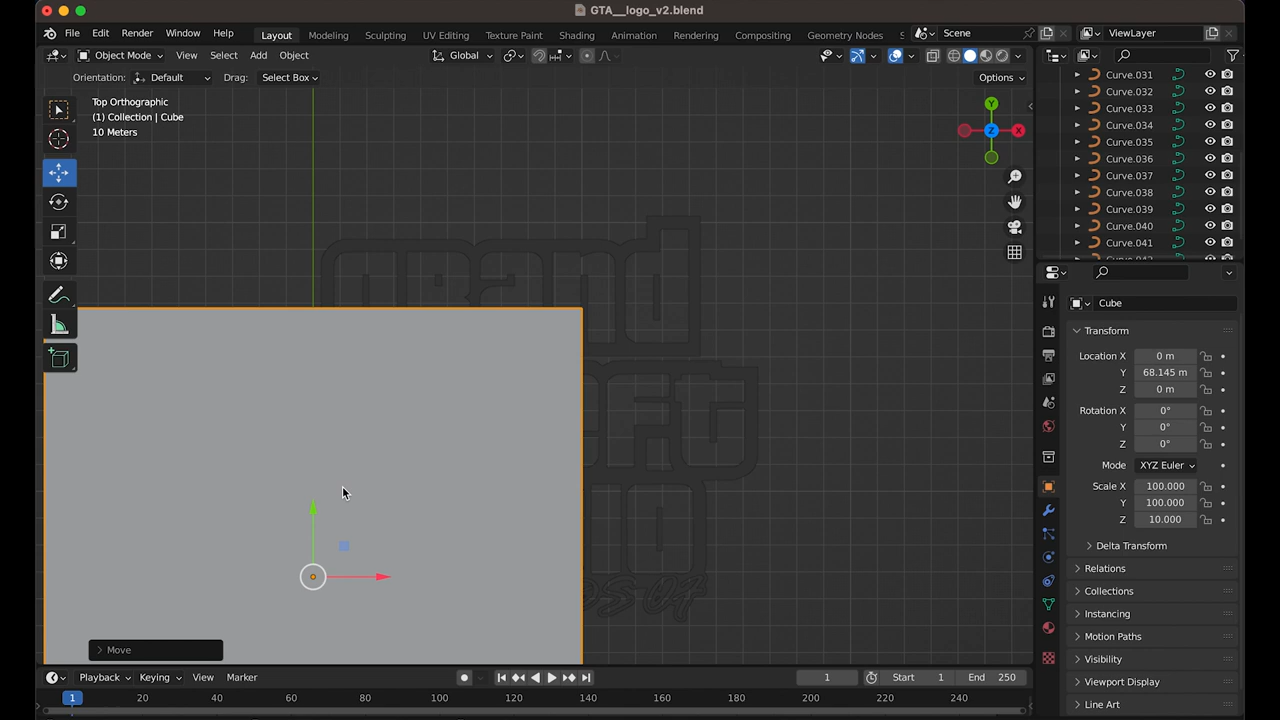 GTA__logo_v2.blend
File Edit Render Window Help Layout Modeling Sculpting UV Editing Texture Paint Shading Animation Rendering Compositing Geometry Nodes Scene ViewLayer
Object Mode View Select Add Object Global
Orientation: Default Drag: Select Box Options
Top Orthographic
(1) Collection | Cube
10 Meters
Y
Z X
Curve.031
Curve.032
Curve.033
Curve.034
Curve.035
Curve.036
Curve.037
Curve.038
Curve.039
Curve.040
Curve.041
Cube
Transform
Location X 0 m
Y 68.145 m
Z 0 m
Rotation X 0°
Y 0°
Z 0°
Mode XYZ Euler
Scale X 100.000
Y 100.000
Z 10.000
Delta Transform
Relations
Collections
Instancing
Motion Paths
Visibility
Viewport Display
Line Art
Grand
Move
Playback Keying View Marker 1 Start 1 End 250
1 20 40 60 80 100 120 140 160 180 200 220 240